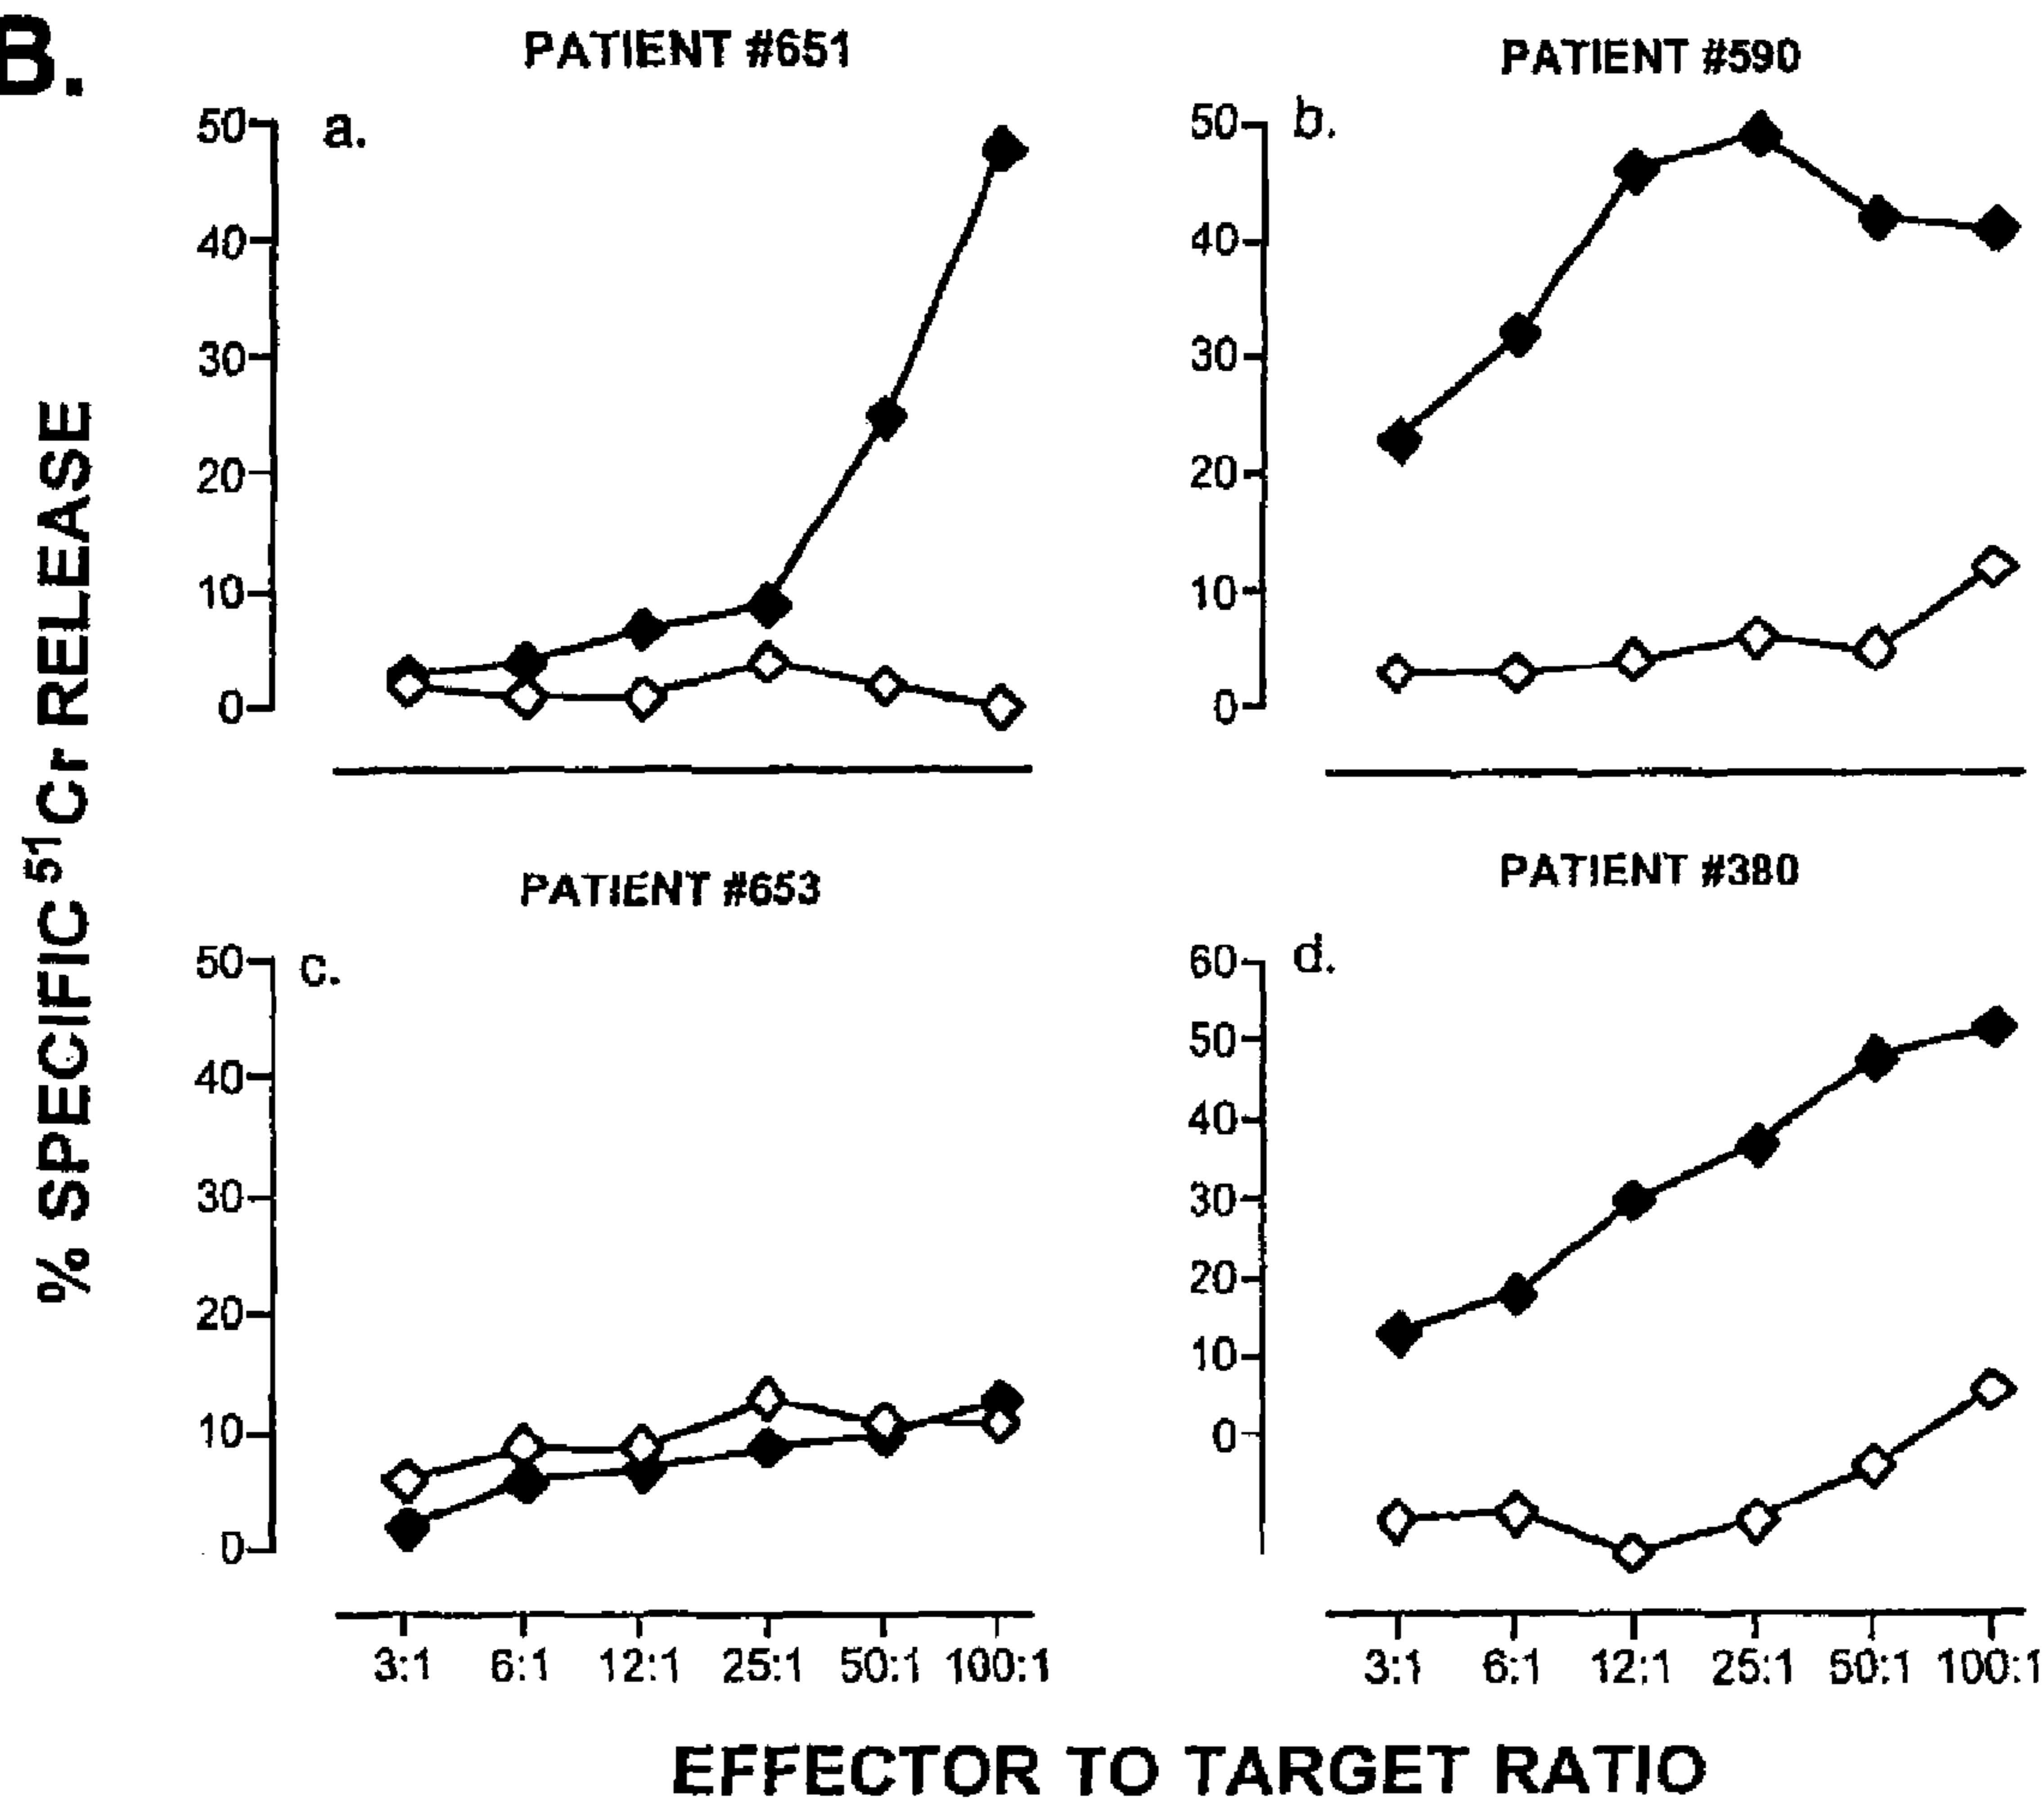 B.
PATIENT #651
a.
50
40
30
20
10
0
PATIENT #590
b.
50
40
30
20
10
0
% SPECIFIC ⁵¹Cr RELEASE
PATIENT #653
c.
50
40
30
20
10
0
3:1 6:1 12:1 25:1 50:1 100:1
PATIENT #380
d.
60
50
40
30
20
10
0
3:1 6:1 12:1 25:1 50:1 100:1
EFFECTOR TO TARGET RATIO